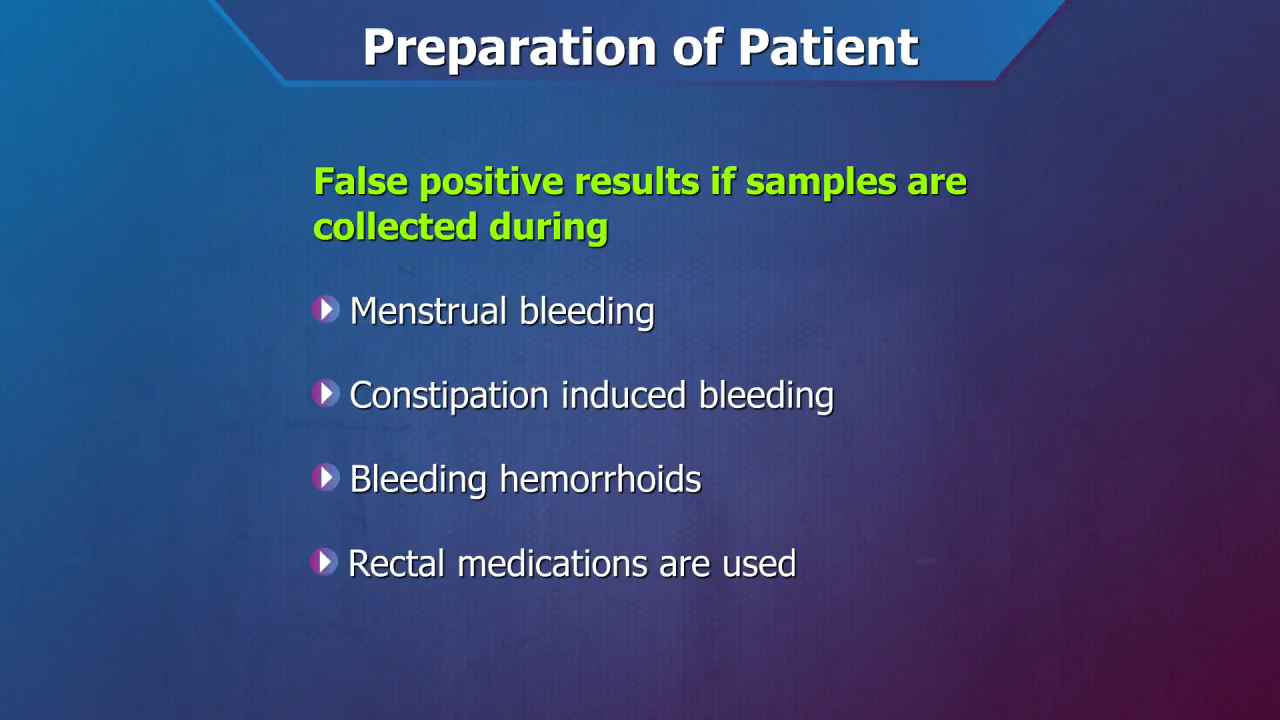 Preparation of Patient
False positive results if samples are
collected during
Menstrual bleeding
Constipation induced bleeding
Bleeding hemorrhoids
Rectal medications are used